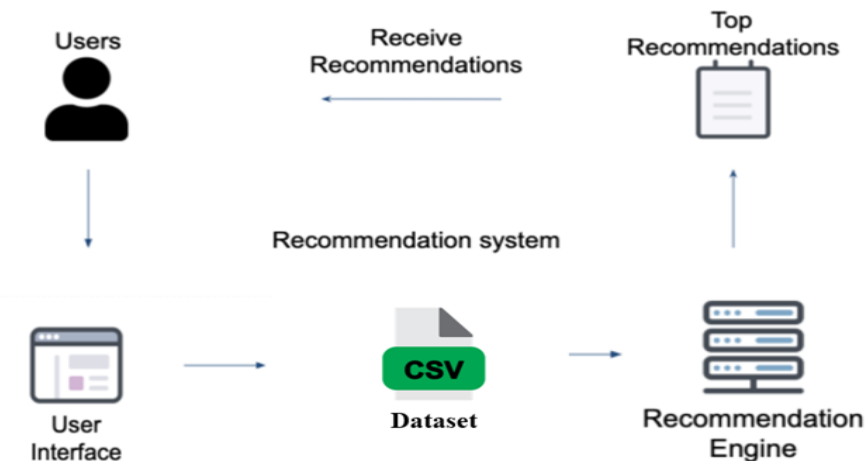 Users
Receive
Recommendations
Top
Recommendations
Recommendation system
CSV
Dataset
User
Interface
Recommendation
Engine